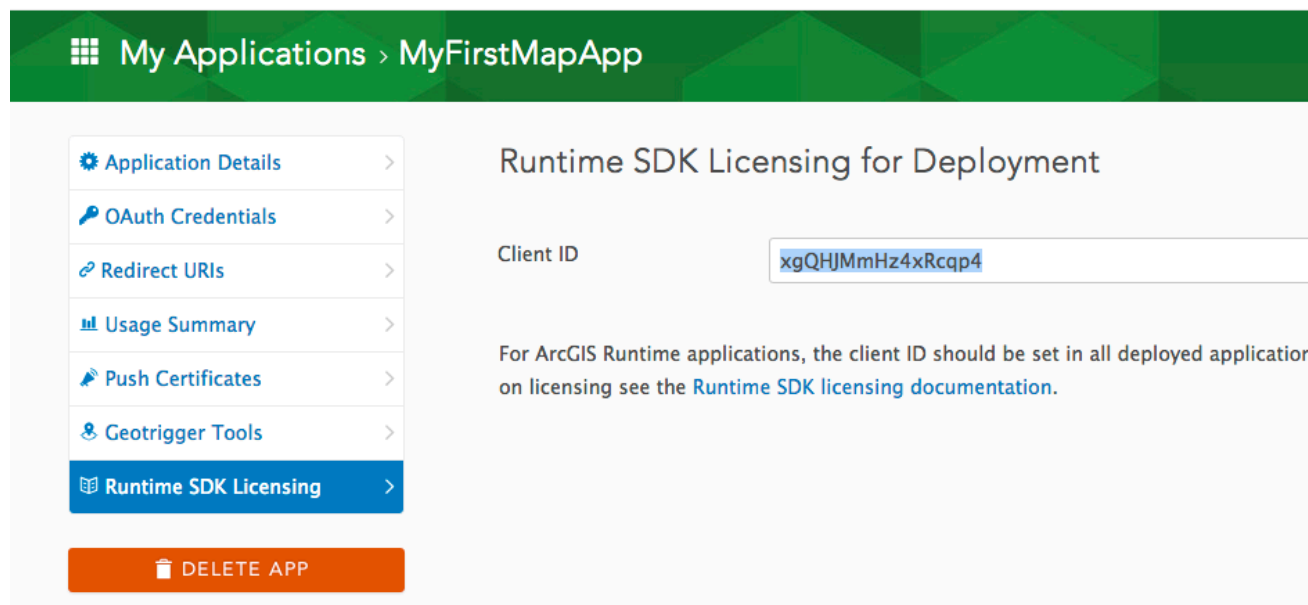 My Applications > MyFirstMapApp
Application Details
OAuth Credentials
Redirect URIs
Usage Summary
Push Certificates
Geotrigger Tools
Runtime SDK Licensing
DELETE APP
Runtime SDK Licensing for Deployment
Client ID
xgQHJMmHz4xRcqp4
For ArcGIS Runtime applications, the client ID should be set in all deployed
on licensing see the Runtime SDK licensing documentation.